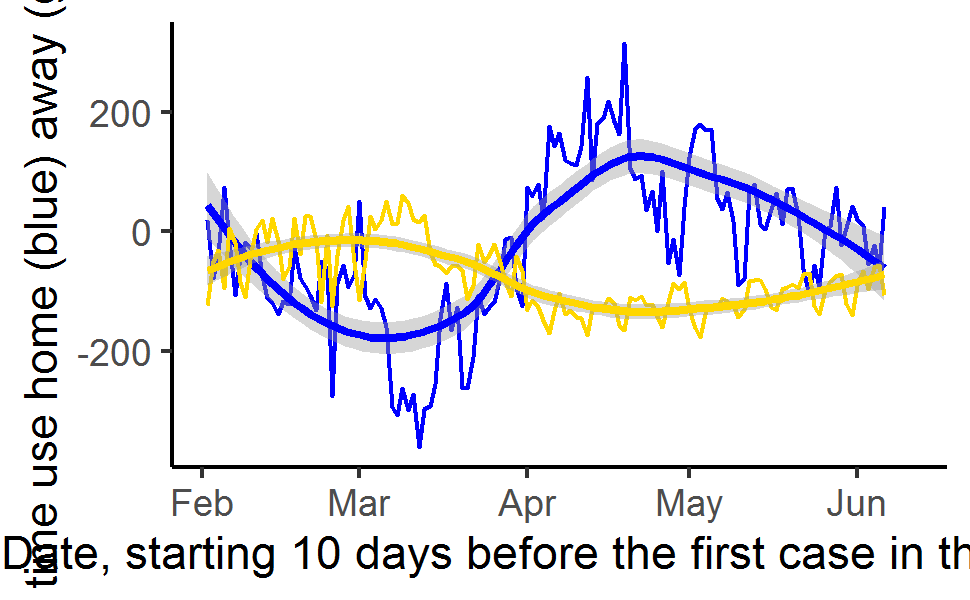 time use home (blue) away (
200
0
-200
Feb Mar Apr May Jun
Date, starting 10 days before the first case in th